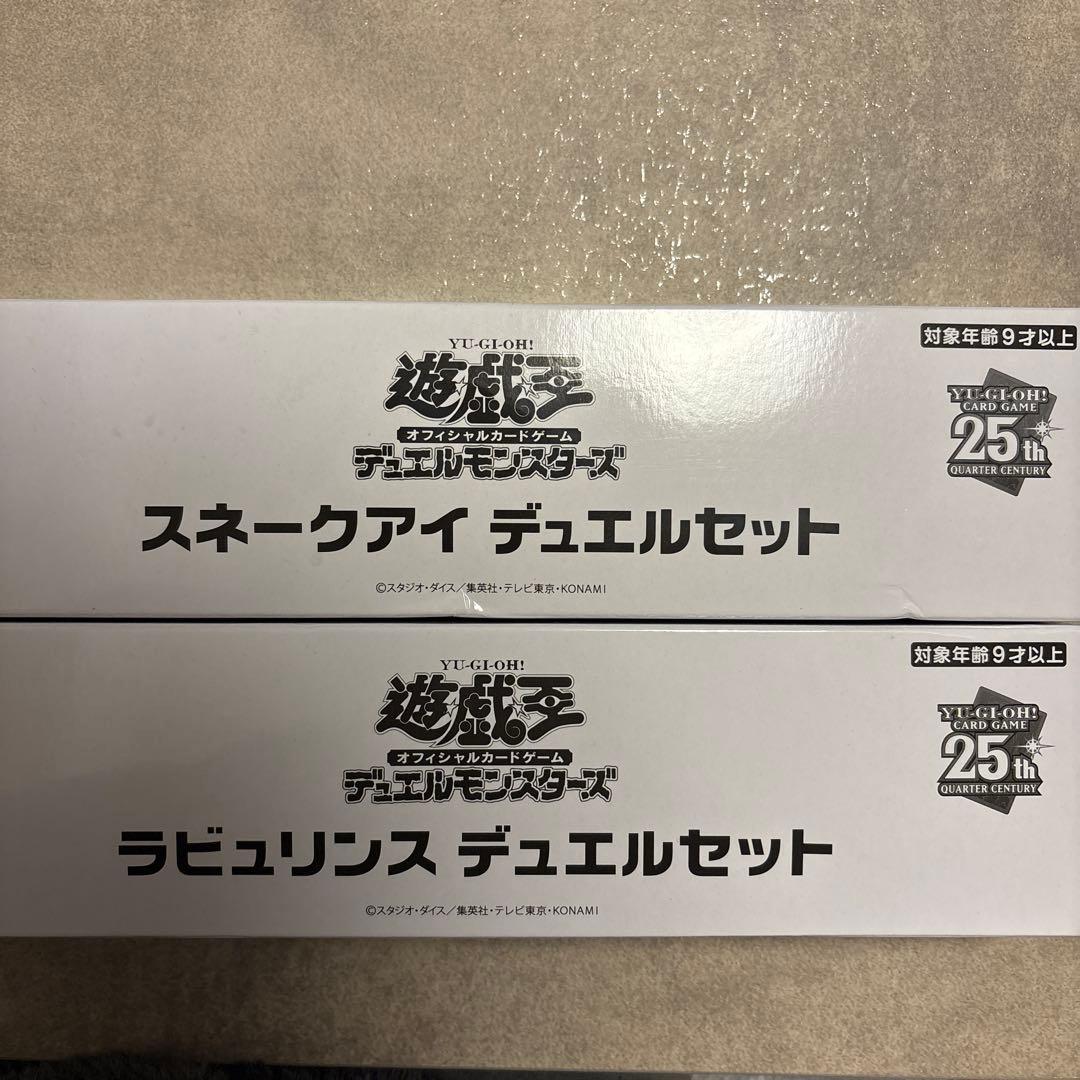 対象年齢9才以上
YU-GI-OH!
遊戯王
オフィシャルカードゲーム
デュエルモンスターズ
YU-GI-OH!
CARD GAME
25th
QUARTER CENTURY
スネークアイ デュエルセット
©スタジオ・ダイス/集英社・テレビ東京・KONAMI
対象年齢9才以上
YU-GI-OH!
遊戯王
オフィシャルカードゲーム
デュエルモンスターズ
YU-GI-OH!
CARD GAME
25th
QUARTER CENTURY
ラビュリンス デュエルセット
©スタジオ・ダイス/集英社・テレビ東京・KONAMI